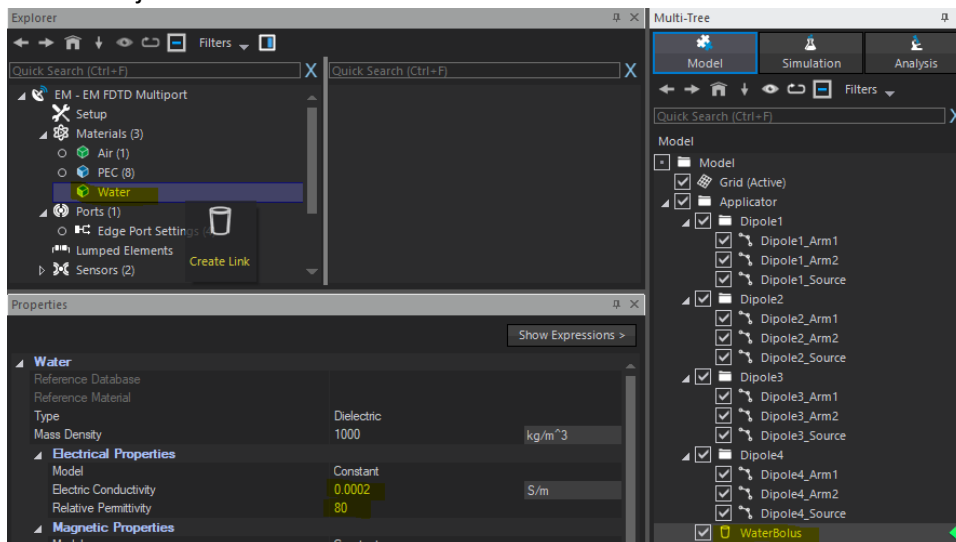 Explorer
Filters
Quick Search (Ctrl+F)
Quick Search (Ctrl+F)
EM - EM FDTD Multiport
Setup
Materials (3)
Air (1)
PEC (8)
Water
Ports (1)
Edge Port Settings
Lumped Elements
Sensors (2)
Create Link
Properties
Show Expressions >
Water
Reference Database
Reference Material
Type Dielectric
Mass Density 1000 kg/m^3
Electrical Properties
Model Constant
Electric Conductivity 0.0002 S/m
Relative Permittivity 80
Magnetic Properties
Multi-Tree
Model Simulation Analysis
Filters
Quick Search (Ctrl+F)
Model
Model
Grid (Active)
Applicator
Dipole1
Dipole1_Arm1
Dipole1_Arm2
Dipole1_Source
Dipole2
Dipole2_Arm1
Dipole2_Arm2
Dipole2_Source
Dipole3
Dipole3_Arm1
Dipole3_Arm2
Dipole3_Source
Dipole4
Dipole4_Arm1
Dipole4_Arm2
Dipole4_Source
WaterBolus